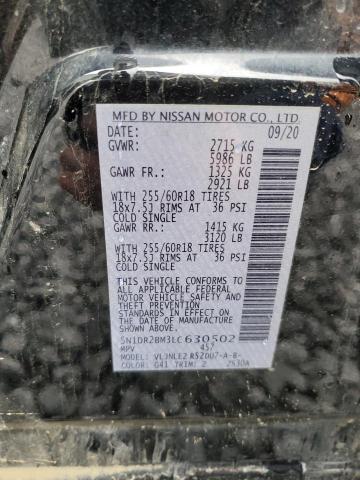 MFD BY NISSAN MOTOR CO., LTD.
DATE: 09/20
GVWR: 2715 KG
5986 LB
GAWR FR.: 1325 KG
2921 LB
WITH 255/60R18 TIRES
18x7.5J RIMS AT 36 PSI
COLD SINGLE
GAWR RR.: 1415 KG
3120 LB
WITH 255/60R18 TIRES
18x7.5J RIMS AT 36 PSI
COLD SINGLE
THIS VEHICLE CONFORMS TO ALL
APPLICABLE FEDERAL MOTOR
VEHICLE SAFETY STANDARDS
AND THEFT PREVENTION
STANDARDS IN EFFECT ON THE
DATE OF MANUFACTURE SHOWN
ABOVE.
5N1DR2BM3LC630502
MPV
COLOR: G41 TRIM: